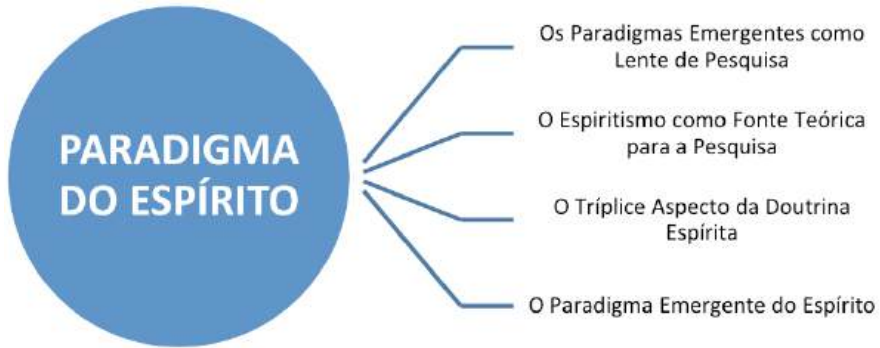 PARADIGMA
DO ESPÍRITO
Os Paradigmas Emergentes como
Lente de Pesquisa
O Espiritismo como Fonte Teórica
para a Pesquisa
O Tríplice Aspecto da Doutrina
Espírita
O Paradigma Emergente do Espírito